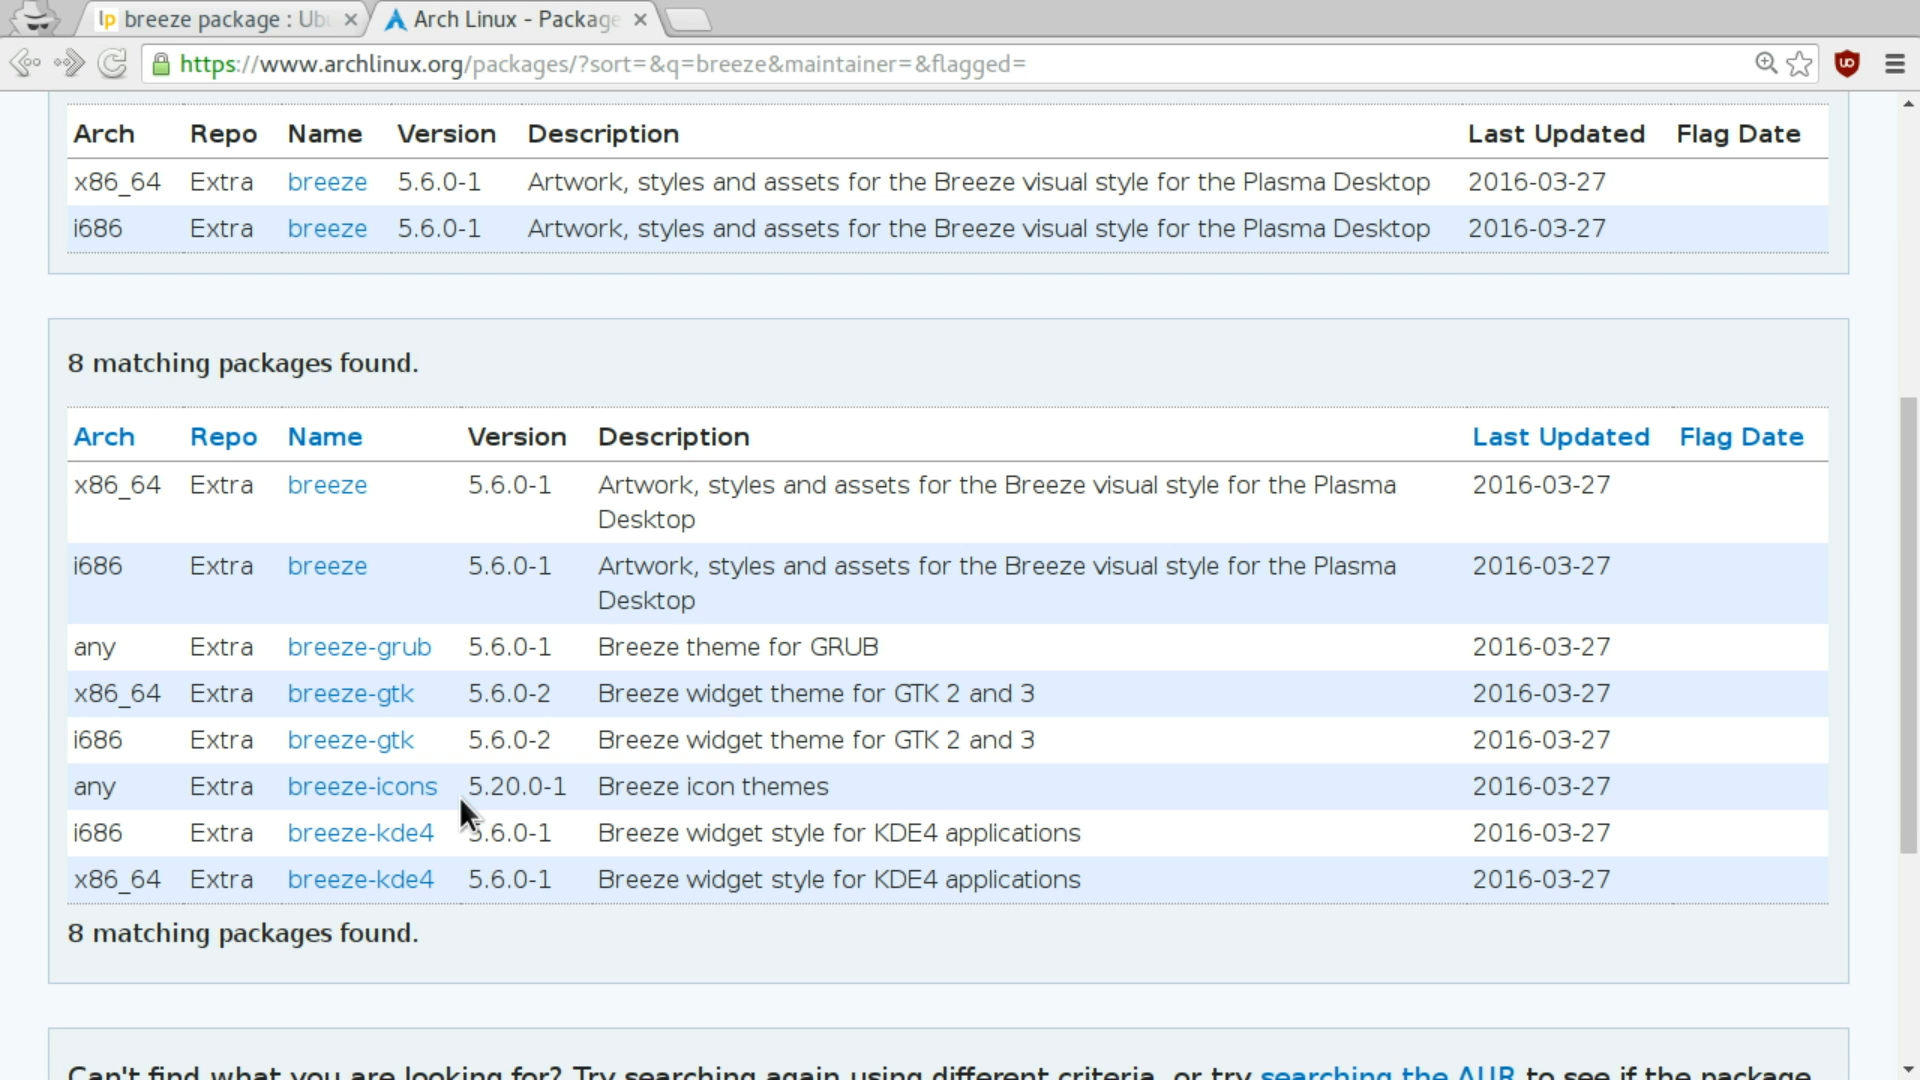 breeze package : Ub
Arch Linux - Package
https://www.archlinux.org/packages/?sort=&q=breeze&maintainer=&flagged=
Arch Repo Name Version Description Last Updated Flag Date
x86_64 Extra breeze 5.6.0-1 Artwork, styles and assets for the Breeze visual style for the Plasma Desktop 2016-03-27
i686 Extra breeze 5.6.0-1 Artwork, styles and assets for the Breeze visual style for the Plasma Desktop 2016-03-27
8 matching packages found.
Arch Repo Name Version Description Last Updated Flag Date
x86_64 Extra breeze 5.6.0-1 Artwork, styles and assets for the Breeze visual style for the Plasma 2016-03-27
Desktop
i686 Extra breeze 5.6.0-1 Artwork, styles and assets for the Breeze visual style for the Plasma 2016-03-27
Desktop
any Extra breeze-grub 5.6.0-1 Breeze theme for GRUB 2016-03-27
x86_64 Extra breeze-gtk 5.6.0-2 Breeze widget theme for GTK 2 and 3 2016-03-27
i686 Extra breeze-gtk 5.6.0-2 Breeze widget theme for GTK 2 and 3 2016-03-27
any Extra breeze-icons 5.20.0-1 Breeze icon themes 2016-03-27
i686 Extra breeze-kde4 5.6.0-1 Breeze widget style for KDE4 applications 2016-03-27
x86_64 Extra breeze-kde4 5.6.0-1 Breeze widget style for KDE4 applications 2016-03-27
8 matching packages found.
Can't find what you are looking for? Try searching again using different criteria, or try searching the AUR to see if the package